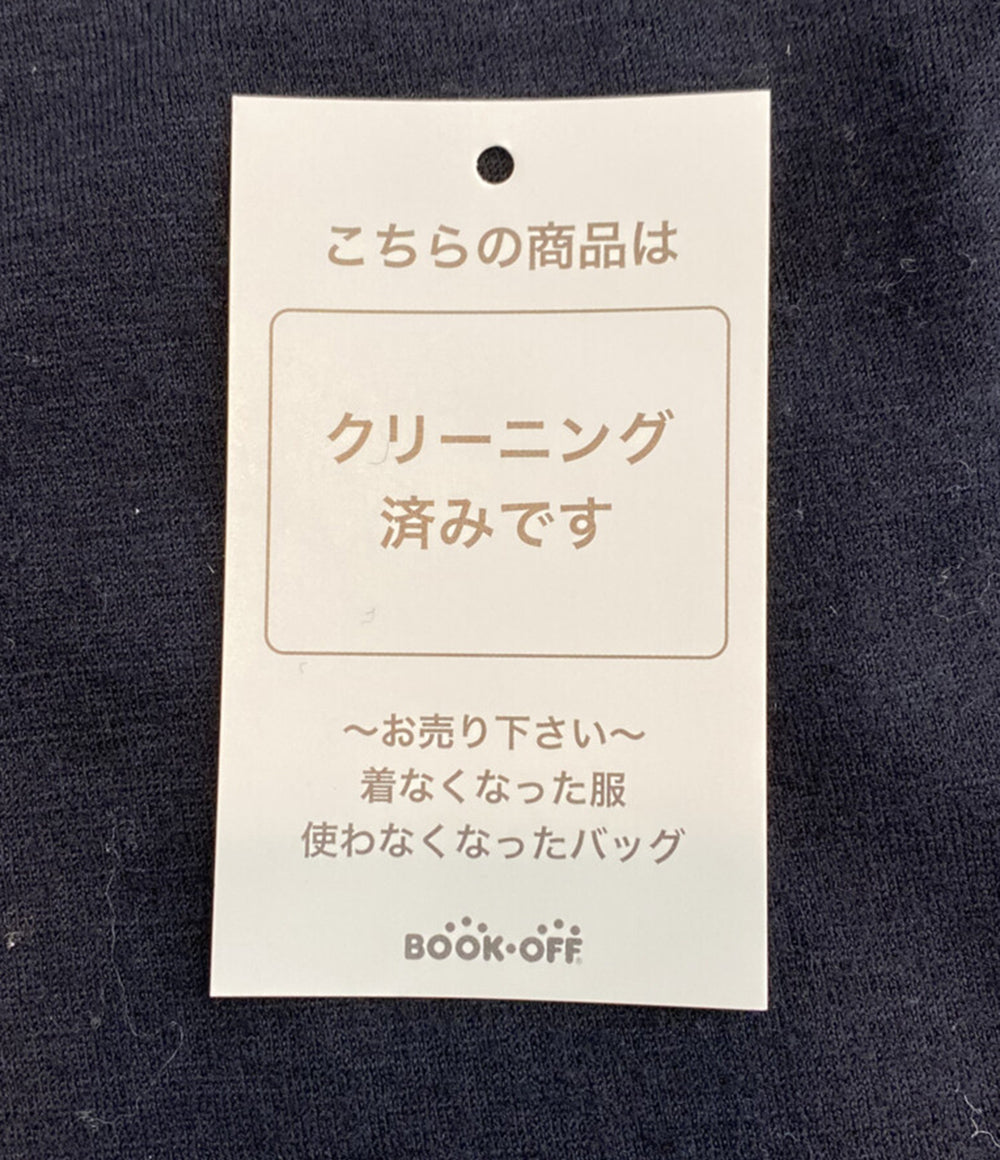 こちらの商品は
クリーニング
済みです
〜お売り下さい〜
着なくなった服
使わなくなったバッグ
BOOK・OFF